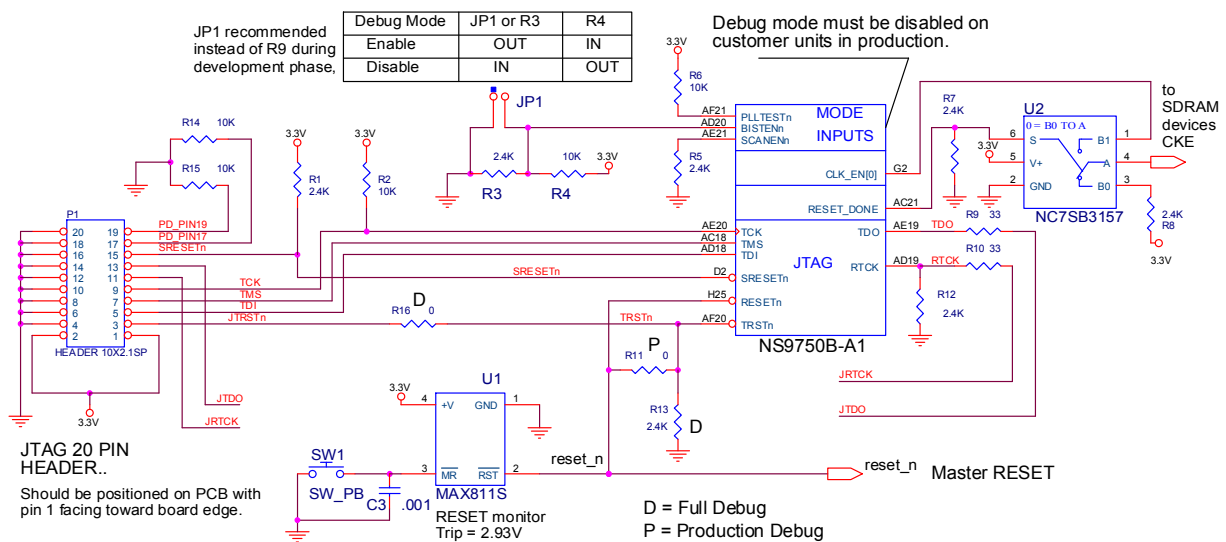 JP1 recommended
instead of R9 during
development phase,
Debug Mode JP1 or R3 R4
Enable OUT IN
Disable IN OUT
Debug mode must be disabled on
customer units in production.
JP1
3.3V
R6
10K
AF21
AD20
AE21
PLLTESTn
BISTENn
SCANENn
MODE
INPUTS
R5
2.4K
CLK_EN[0]
G2
RESET_DONE
AC21
R7
2.4K
U2
0 = B0 TO A
6
S
B1
1
3.3V
5
V+
A
4
2
GND
B0
3
NC7SB3157
to
SDRAM
devices
CKE
2.4K
R8
3.3V
R14 10K
R15 10K
3.3V
R1
2.4K
3.3V
R2
10K
2.4K
R3
10K
R4
3.3V
P1
20 19
18 17
16 15
14 13
12 11
10 9
8 7
6 5
4 3
2 1
HEADER 10X2.1SP
PD_PIN19
PD_PIN17
SRESETn
TCK
TMS
TDI
JTRSTn
3.3V
JTDO
JRTCK
JTAG 20 PIN
HEADER..
Should be positioned on PCB with
pin 1 facing toward board edge.
AE20
AC18
AD18
TCK
TMS
TDI
TDO
AE19
TDO
R9 33
JTAG
RTCK
AD19
RTCK
R10 33
SRESETn
D2
SRESETn
H25
RESETn
AF20
TRSTn
NS9750B-A1
R12
2.4K
JRTCK
JTDO
D
R16 0
TRSTn
P
R11 0
R13
2.4K
D
U1
3.3V
4
+V
GND
1
3
MR
RST
2
MAX811S
RESET monitor
Trip = 2.93V
SW1
SW_PB
C3 .001
reset_n
reset_n
Master RESET
D = Full Debug
P = Production Debug